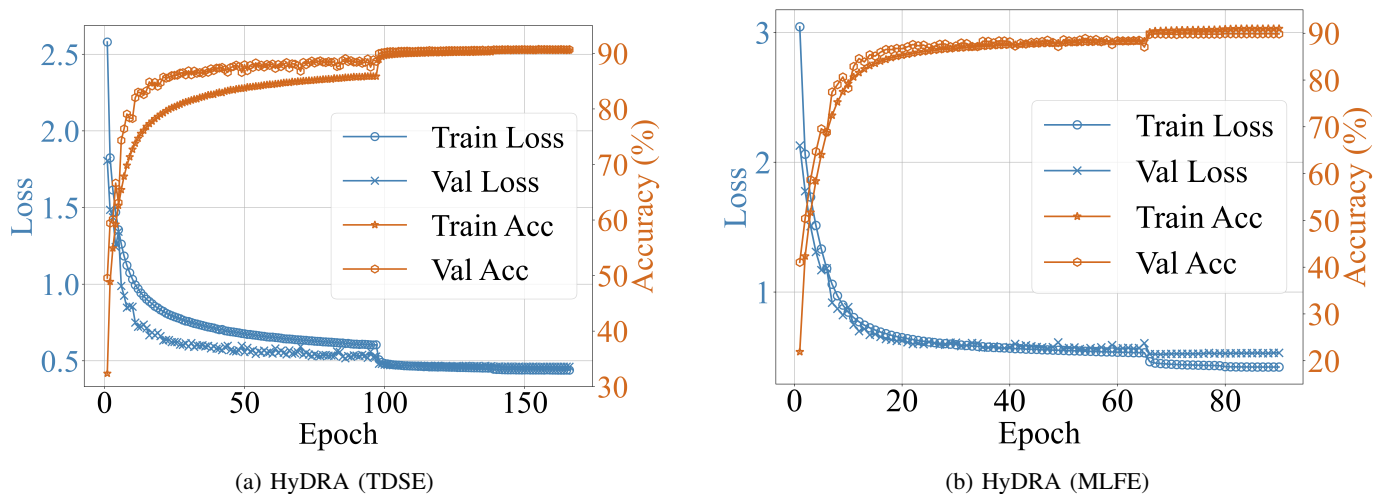 2.5
2.0
1.5
1.0
0.5
Loss
90
80
70
60
50
40
30
Accuracy (%)
Train Loss
Val Loss
Train Acc
Val Acc
0 50 100 150
Epoch
(a) HyDRA (TDSE)
3
2
1
Loss
90
80
70
60
50
40
30
20
Accuracy (%)
Train Loss
Val Loss
Train Acc
Val Acc
0 20 40 60 80
Epoch
(b) HyDRA (MLFE)